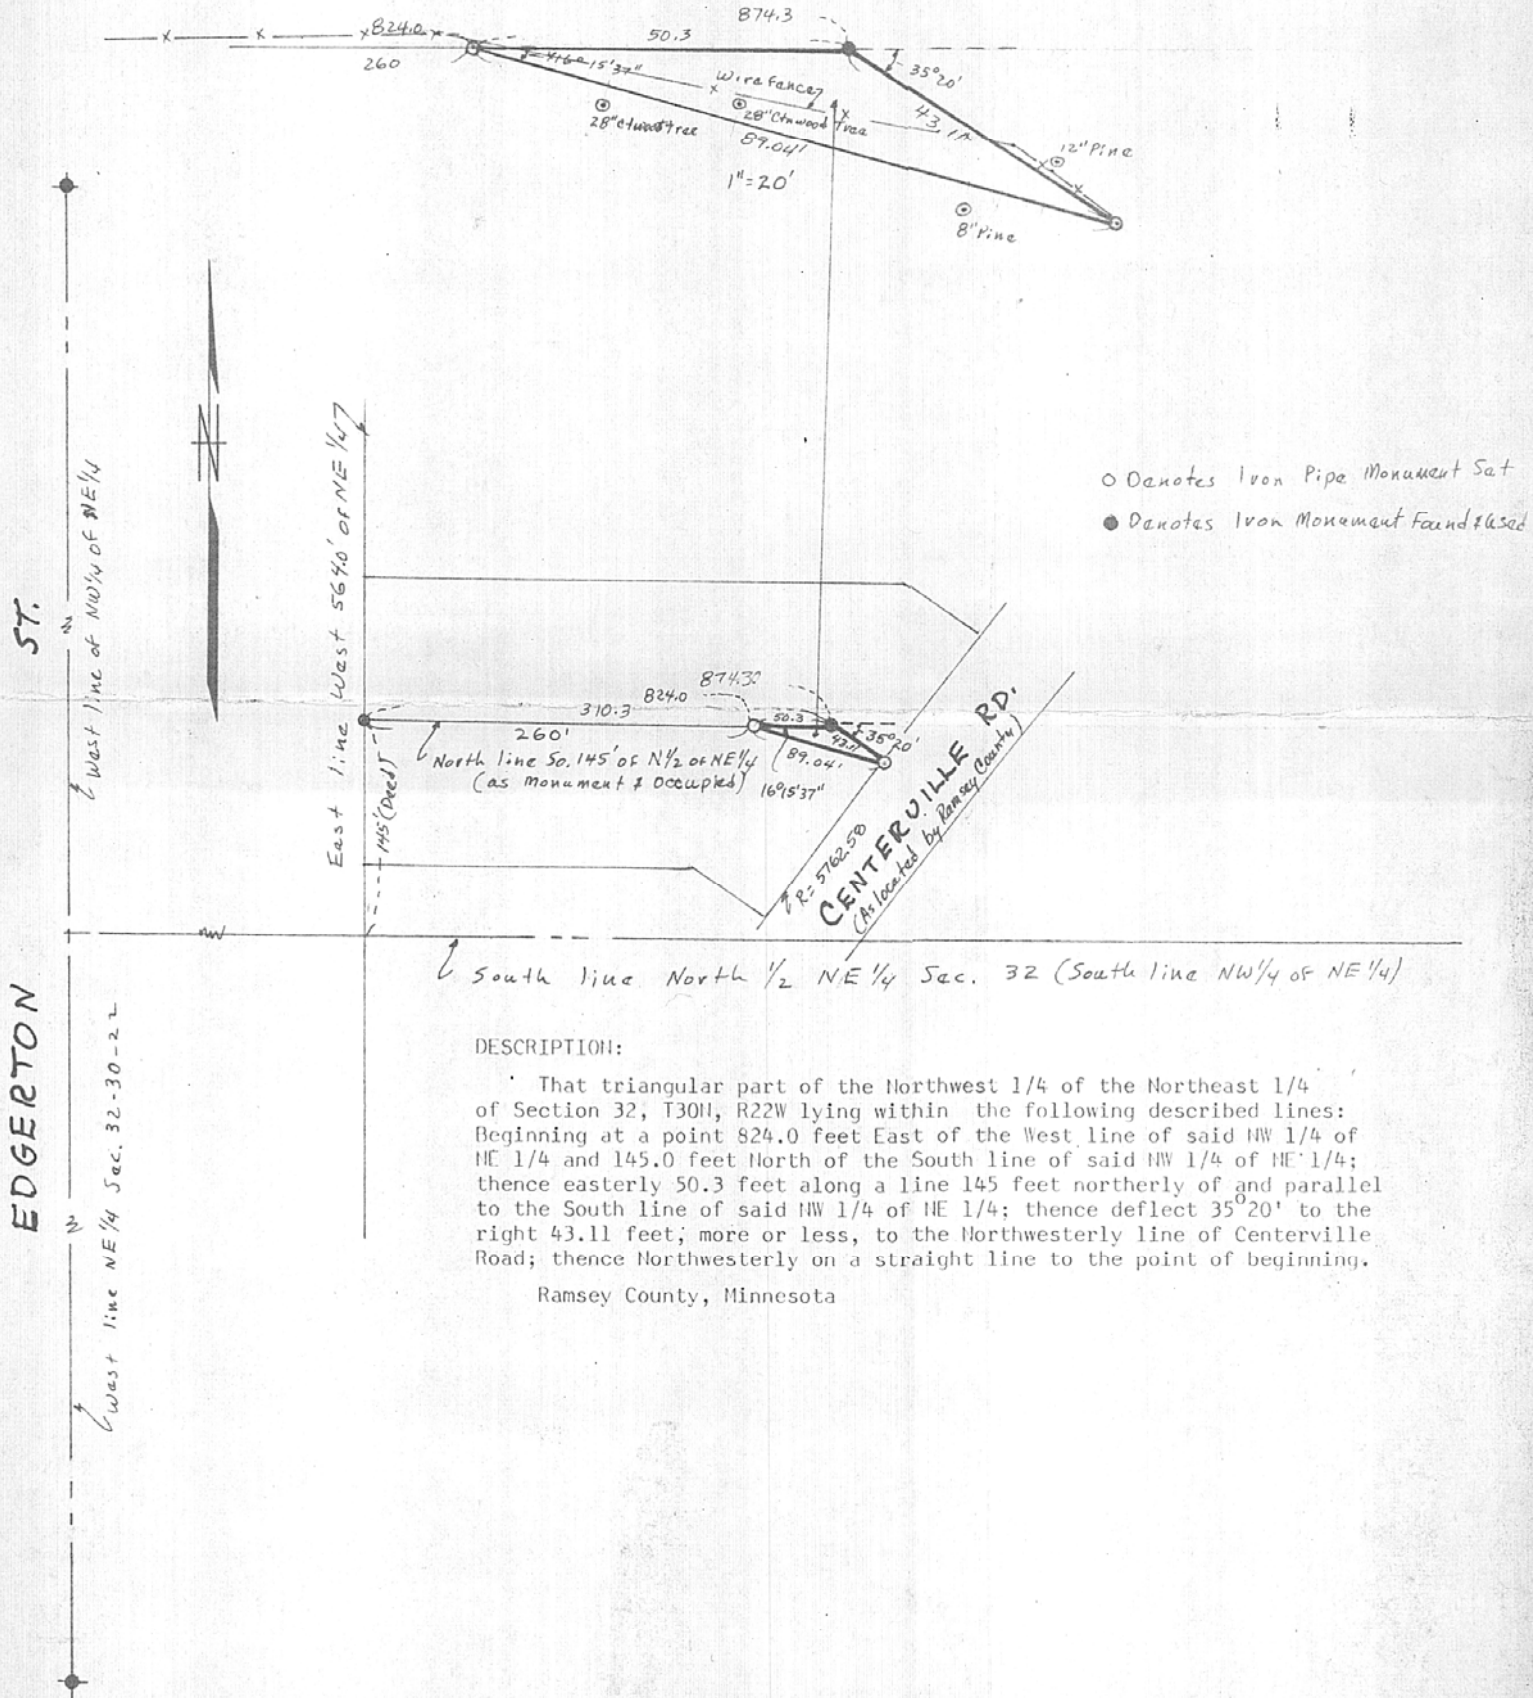 874.3
824.0
50.3
260
16°15'37"
35°20'
Wire fence
28"Ctnwood Tree
43.11
89.04'
12" Pine
1"=20'
8" Pine
West line of NW1/4 of NE1/4
East line West 564.0' of NE 1/4
O Denotes Iron Pipe Monument Set
● Denotes Iron Monument Found & Used
EDGERTON ST.
874.30
824.0
310.3
50.3
260'
35°20'
43.11
89.04'
North line So. 145' of N1/2 of NE1/4
(as Monument & Occupied)
16°15'37"
145'(Deed)
R=5762.58
CENTERVILLE RD.
(As located by Ramsey County)
South line North 1/2 NE 1/4 Sec. 32 (South line NW1/4 of NE 1/4)
West line NE1/4 Sec. 32-30-22
DESCRIPTION:
That triangular part of the Northwest 1/4 of the Northeast 1/4
of Section 32, T30N, R22W lying within the following described lines:
Beginning at a point 824.0 feet East of the West line of said NW 1/4 of
NE 1/4 and 145.0 feet North of the South line of said NW 1/4 of NE 1/4;
thence easterly 50.3 feet along a line 145 feet northerly of and parallel
to the South line of said NW 1/4 of NE 1/4; thence deflect 35°20' to the
right 43.11 feet, more or less, to the Northwesterly line of Centerville
Road; thence Northwesterly on a straight line to the point of beginning.
Ramsey County, Minnesota